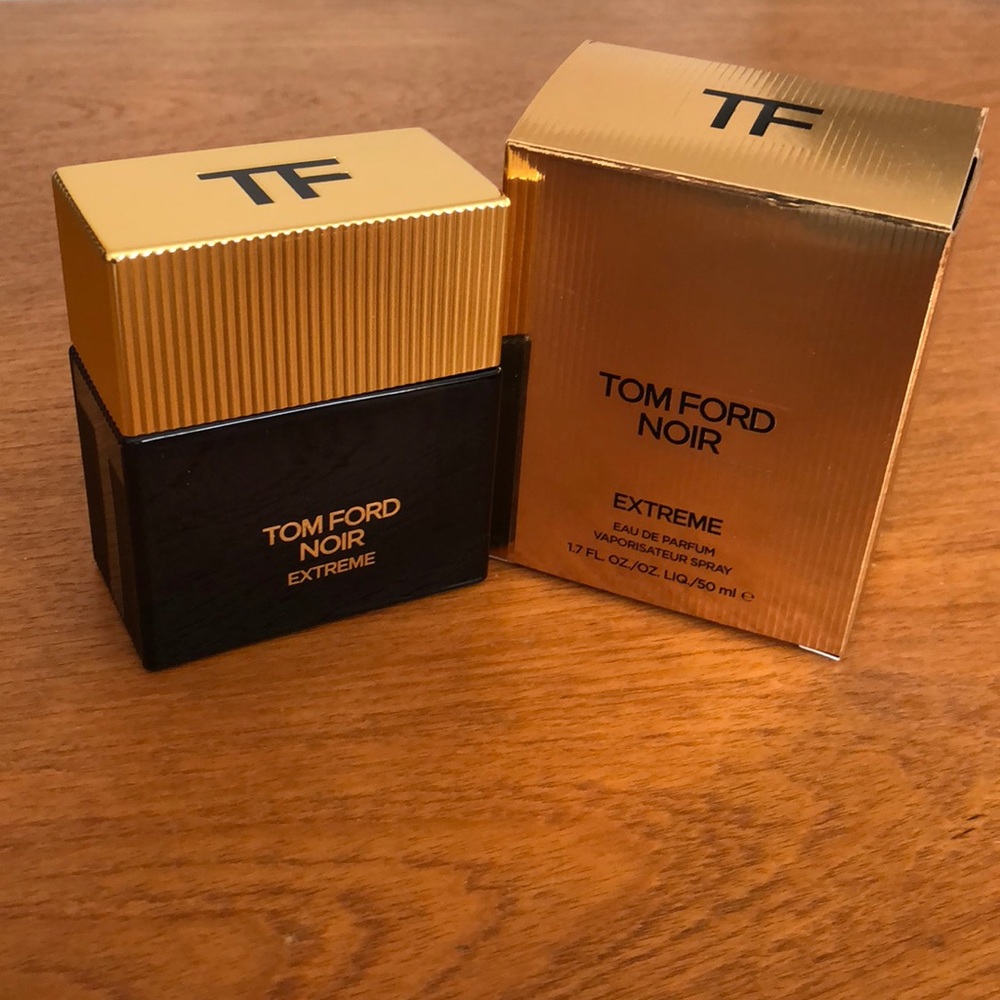 TF
TOM FORD
NOIR
EXTREME
TF
TOM FORD
NOIR
EXTREME
EAU DE PARFUM
VAPORISATEUR SPRAY
1.7 FL. OZ./OZ. LIQ./50 ml ℮